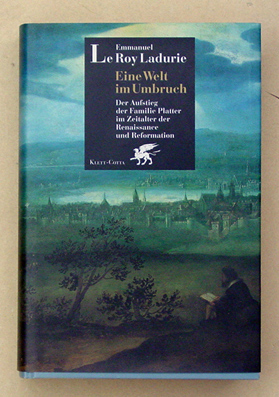 Emmanuel
Le Roy Ladurie
Eine Welt
im Umbruch
Der Aufstieg
der Familie Platter
im Zeitalter der
Renaissance
und Reformation
Klett-Cotta